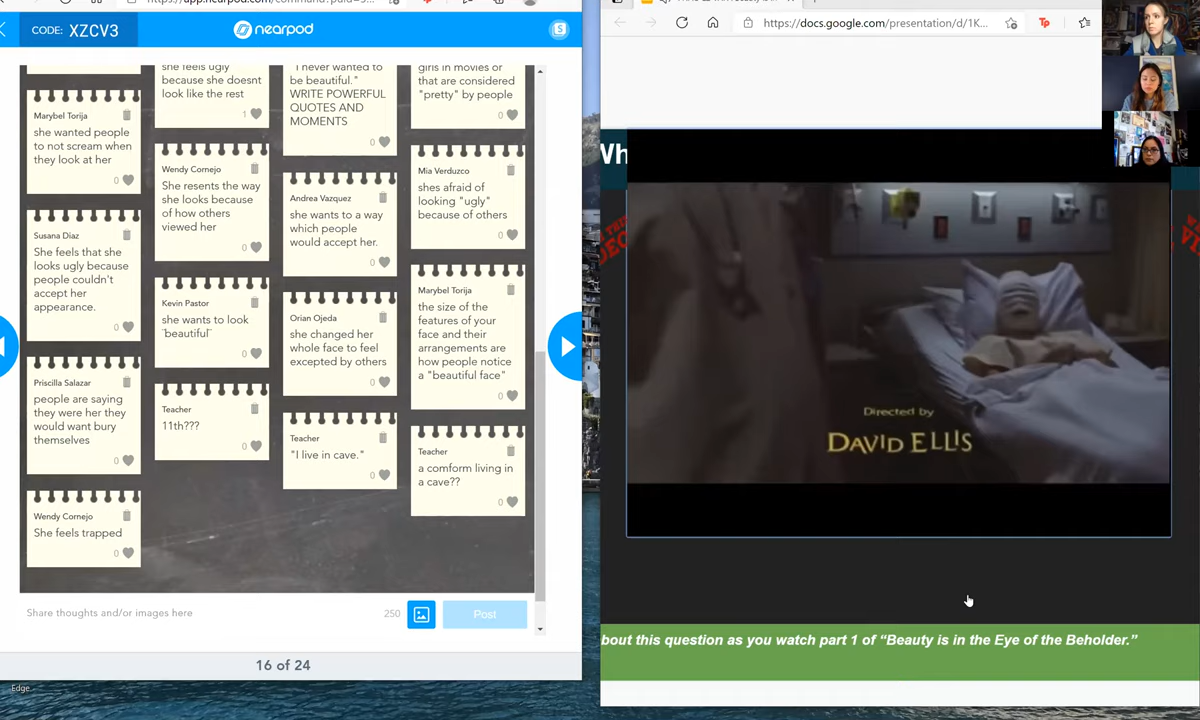 CODE: XZCV3
nearpod
S
https://docs.google.com/presentation/d/1K...
Tp
Marybel Torija
she wanted people
to not scream when
they look at her
0
Susana Diaz
She feels that she
looks ugly because
people couldn't
accept her
appearance.
0
Priscilla Salazar
people are saying
they were her they
would want bury
themselves
0
Wendy Cornejo
She feels trapped
0
she feels ugly
because she doesnt
look like the rest
1
Wendy Cornejo
She resents the way
she looks because
of how others
viewed her
0
Kevin Pastor
she wants to look
¨beautiful¨
0
Teacher
11th???
0
"I never wanted to
be beautiful."
WRITE POWERFUL
QUOTES AND
MOMENTS
0
Andrea Vazquez
she wants to a way
which people
would accept her.
0
Orian Ojeda
she changed her
whole face to feel
excepted by others
0
Teacher
"I live in cave."
0
girls in movies or
that are considered
"pretty" by people
0
Mia Verduzco
shes afraid of
looking "ugly"
because of others
0
Marybel Torija
the size of the
features of your
face and their
arrangements are
how people notice
a "beautiful face"
0
Teacher
a comform living in
a cave??
0
Share thoughts and/or images here
250
Post
16 of 24
Edge
Wh
Directed by
DAVID ELLIS
bout this question as you watch part 1 of “Beauty is in the Eye of the Beholder.”